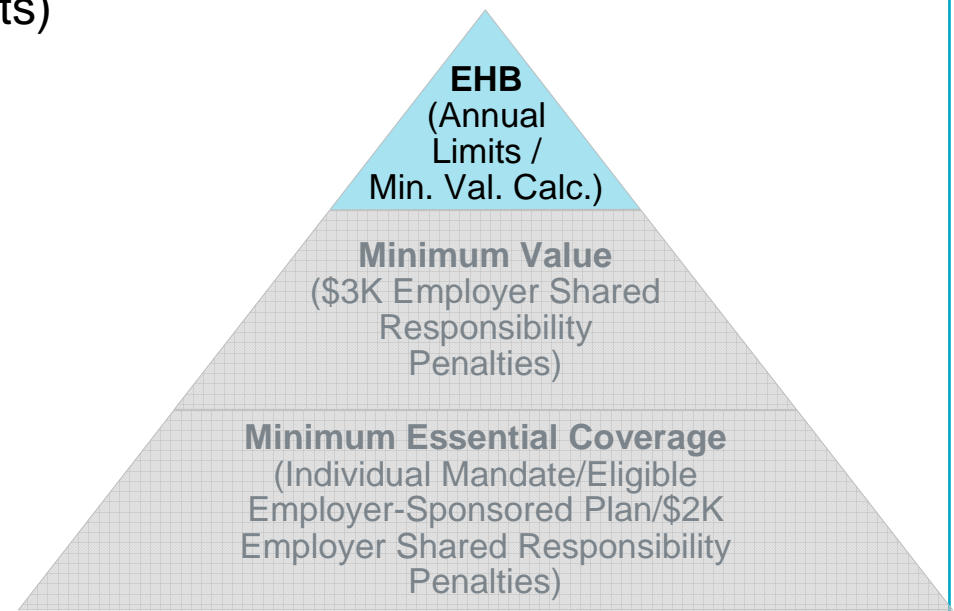 ts)
EHB
(Annual
Limits /
Min. Val. Calc.)
Minimum Value
($3K Employer Shared
Responsibility
Penalties)
Minimum Essential Coverage
(Individual Mandate/Eligible
Employer-Sponsored Plan/$2K
Employer Shared Responsibility
Penalties)